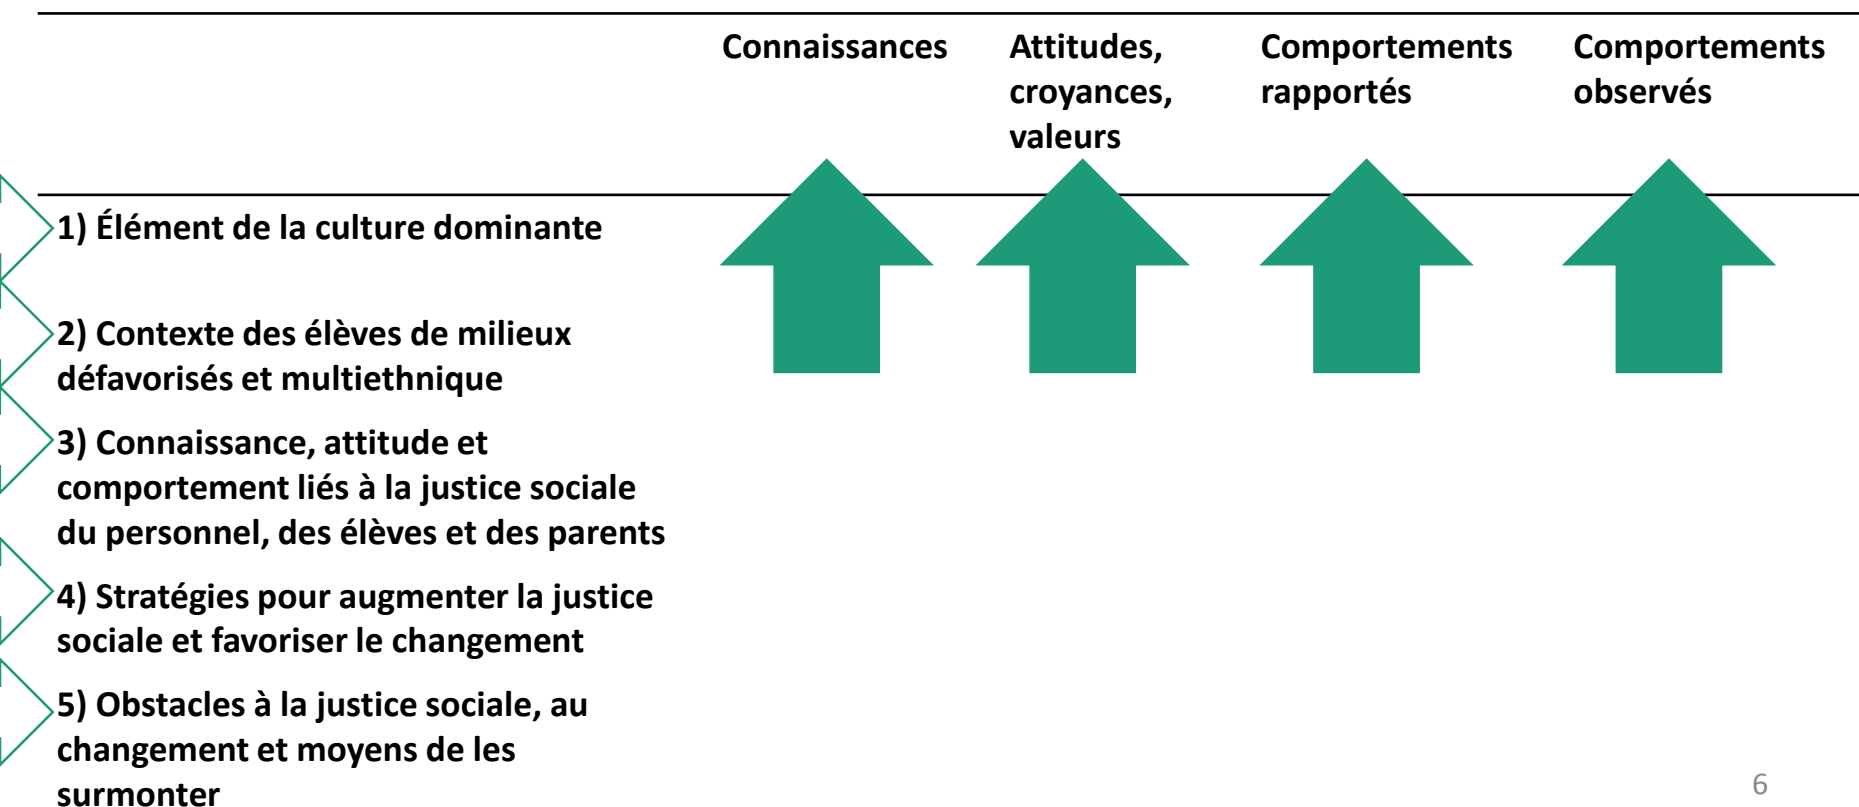 Connaissances
Attitudes,
croyances,
valeurs
Comportements
rapportés
Comportements
observés
1) Élément de la culture dominante
2) Contexte des élèves de milieux
défavorisés et multiethnique
3) Connaissance, attitude et
comportement liés à la justice sociale
du personnel, des élèves et des parents
4) Stratégies pour augmenter la justice
sociale et favoriser le changement
5) Obstacles à la justice sociale, au
changement et moyens de les
surmonter
6